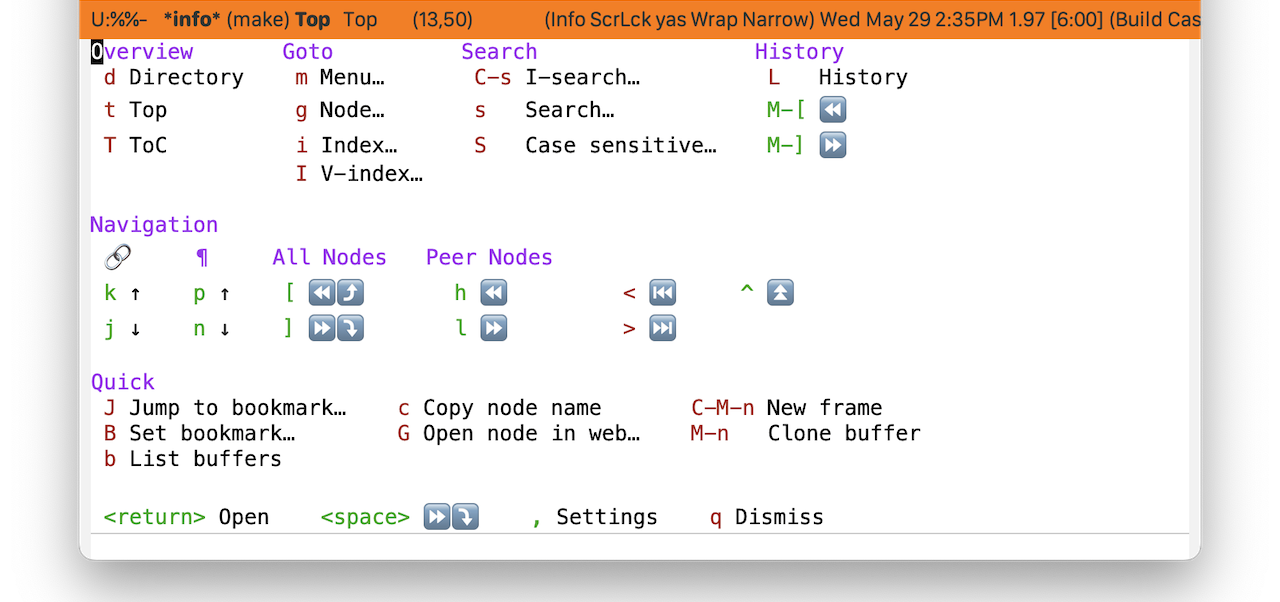 U:%%- *info* (make) Top Top (13,50) (Info ScrLck yas Wrap Narrow) Wed May 29 2:35PM 1.97 [6:00] (Build Cas
Overview Goto Search History
d Directory m Menu… C-s I-search… L History
t Top g Node… s Search… M-[ ⏪
T ToC i Index… S Case sensitive… M-] ⏩
I V-index…
Navigation
🔗 ¶ All Nodes Peer Nodes
k ↑ p ↑ [ ⏪⤴️ h ⏪ < ⏮️ ^ ⏫
j ↓ n ↓ ] ⏩⤵️ l ⏩ > ⏭️
Quick
J Jump to bookmark… c Copy node name C-M-n New frame
B Set bookmark… G Open node in web… M-n Clone buffer
b List buffers
<return> Open <space> ⏩⤵️ , Settings q Dismiss